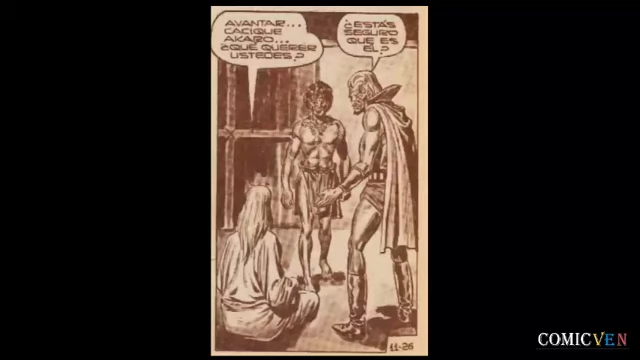 AVANTAR...
CACIQUE
AKARO...
¿QUÉ QUERER
USTEDES?
¿ESTÁS
SEGURO
QUE ES
ÉL?
11-26
COMICVEN